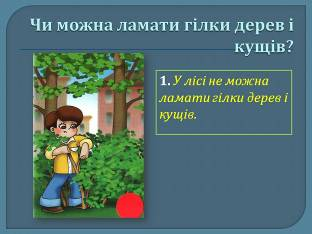 Чи можна ламати гілки дерев і
кущів?
1. У лісі не можна
ламати гілки дерев і
кущів.